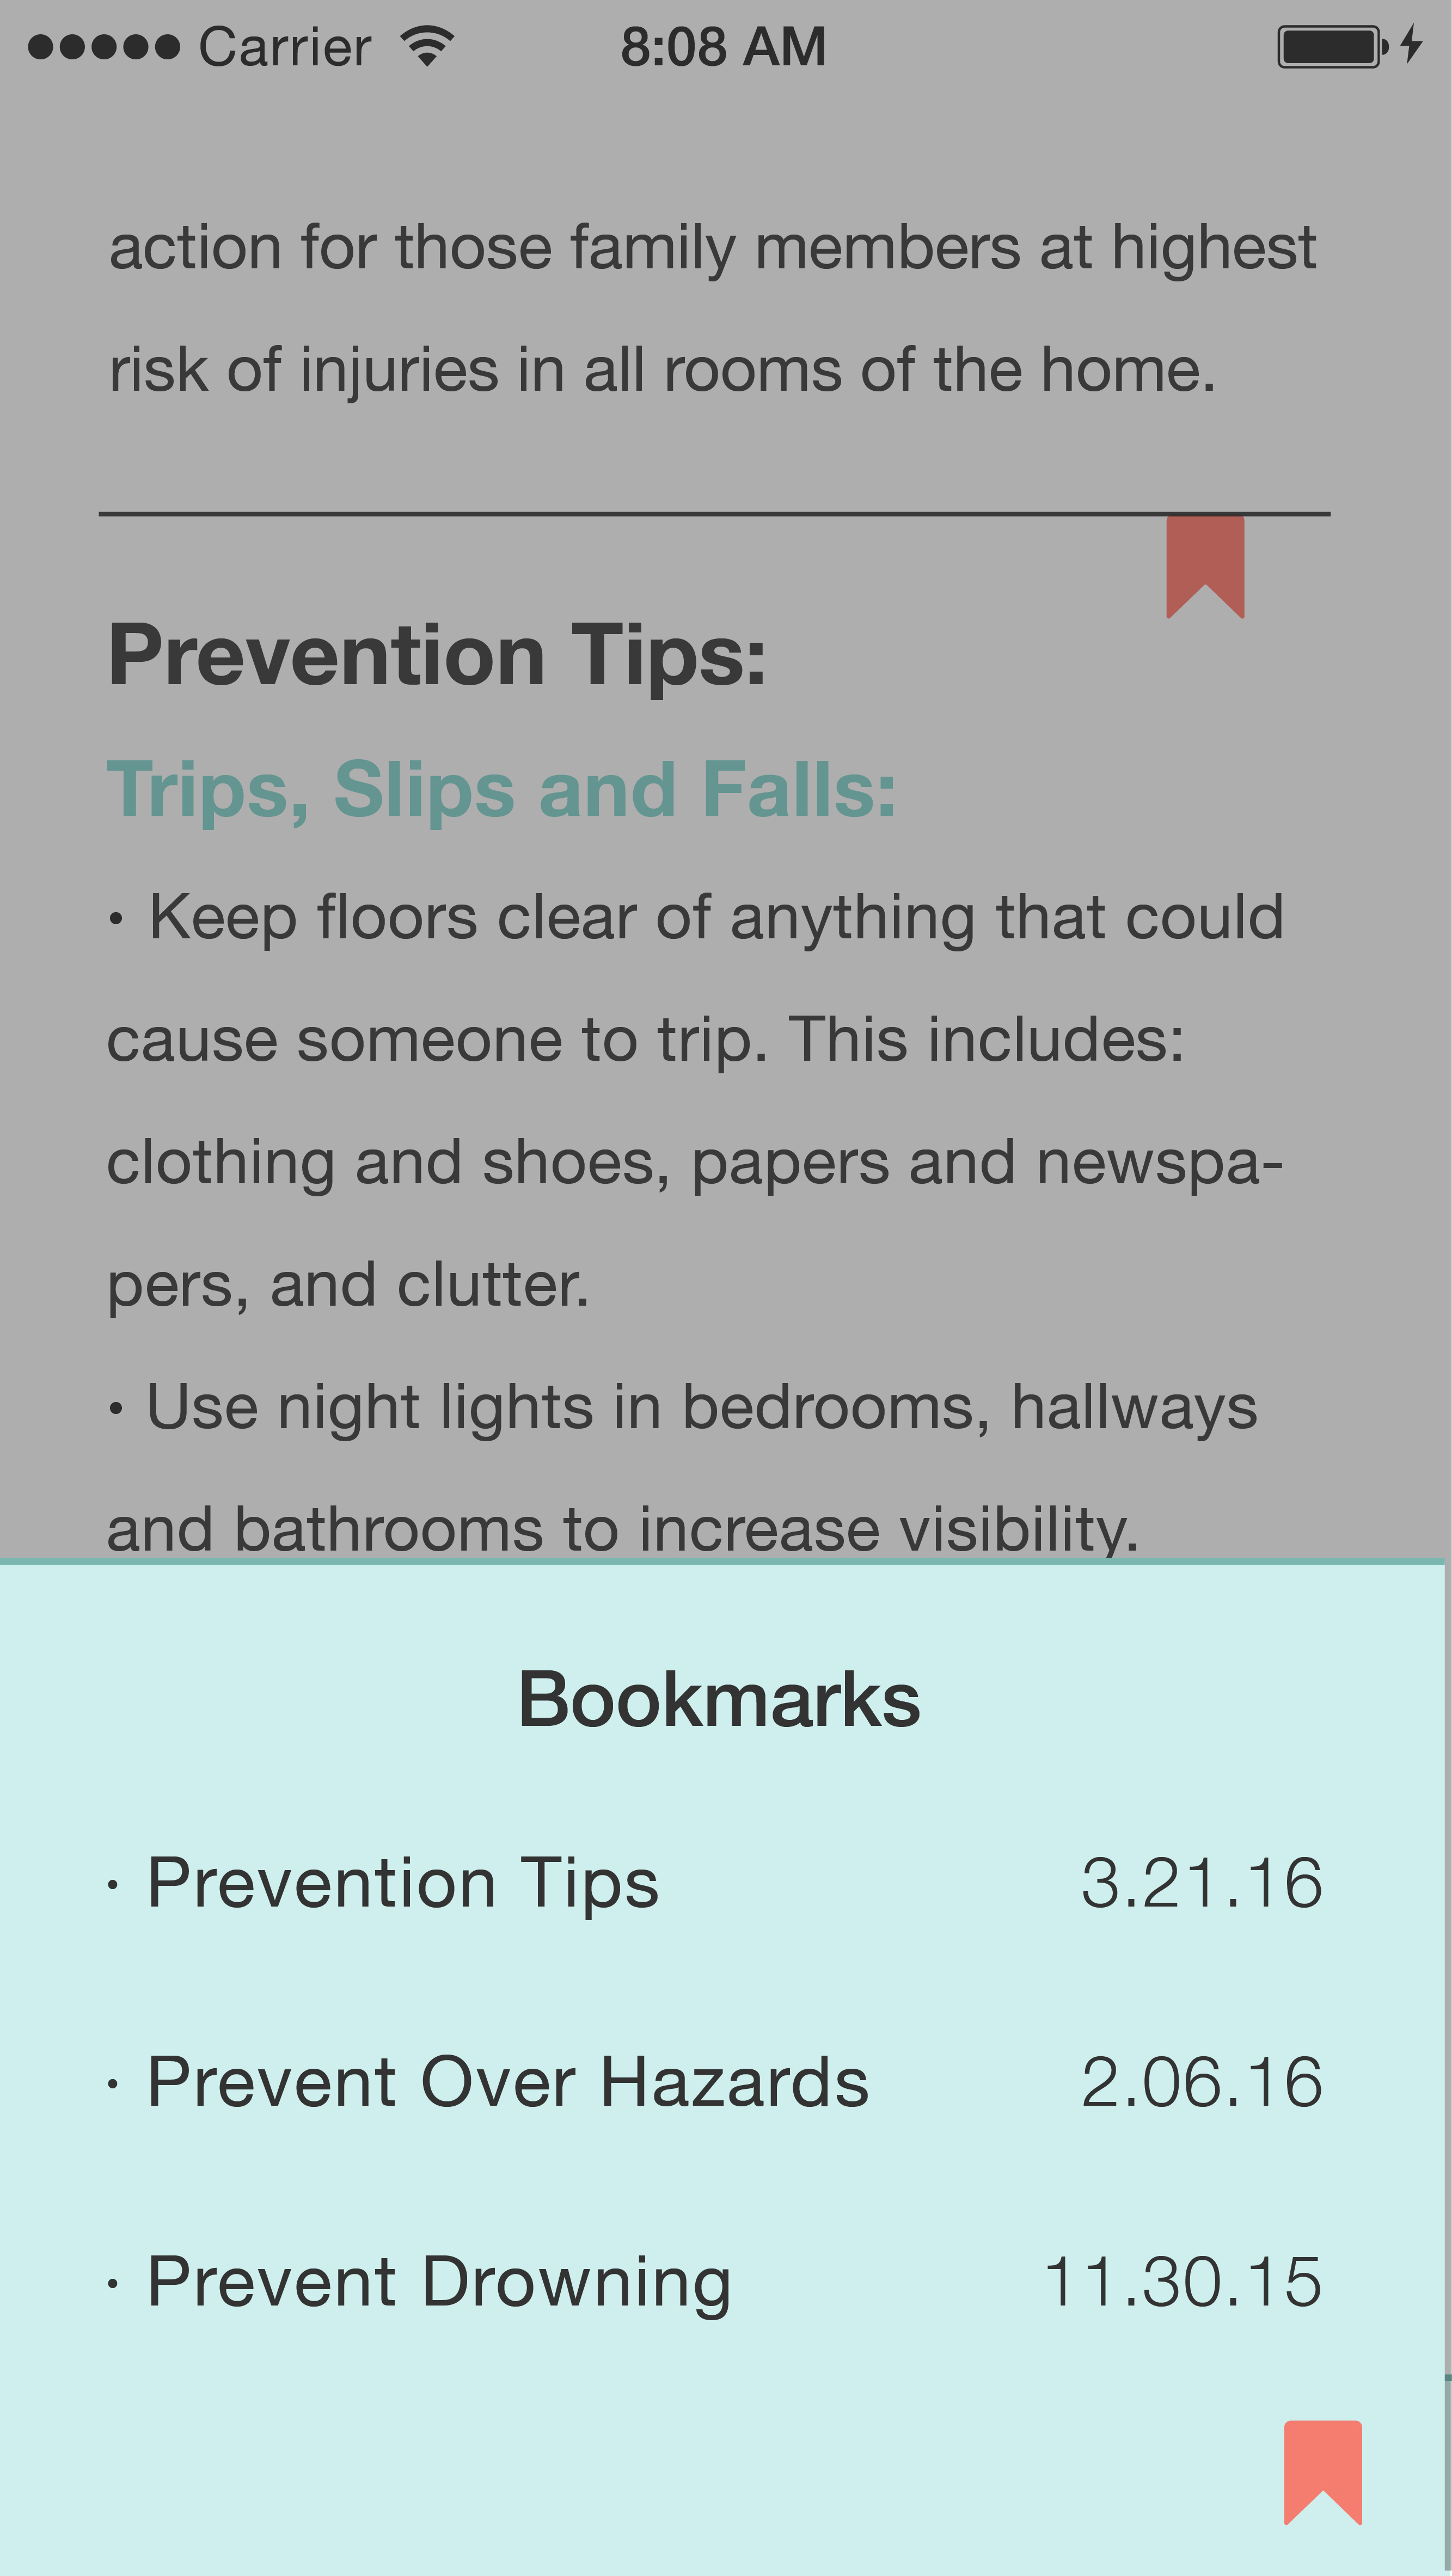 Carrier 8:08 AM
action for those family members at highest
risk of injuries in all rooms of the home.
Prevention Tips:
Trips, Slips and Falls:
• Keep floors clear of anything that could
cause someone to trip. This includes:
clothing and shoes, papers and newspa-
pers, and clutter.
• Use night lights in bedrooms, hallways
and bathrooms to increase visibility.
Bookmarks
· Prevention Tips 3.21.16
· Prevent Over Hazards 2.06.16
· Prevent Drowning 11.30.15